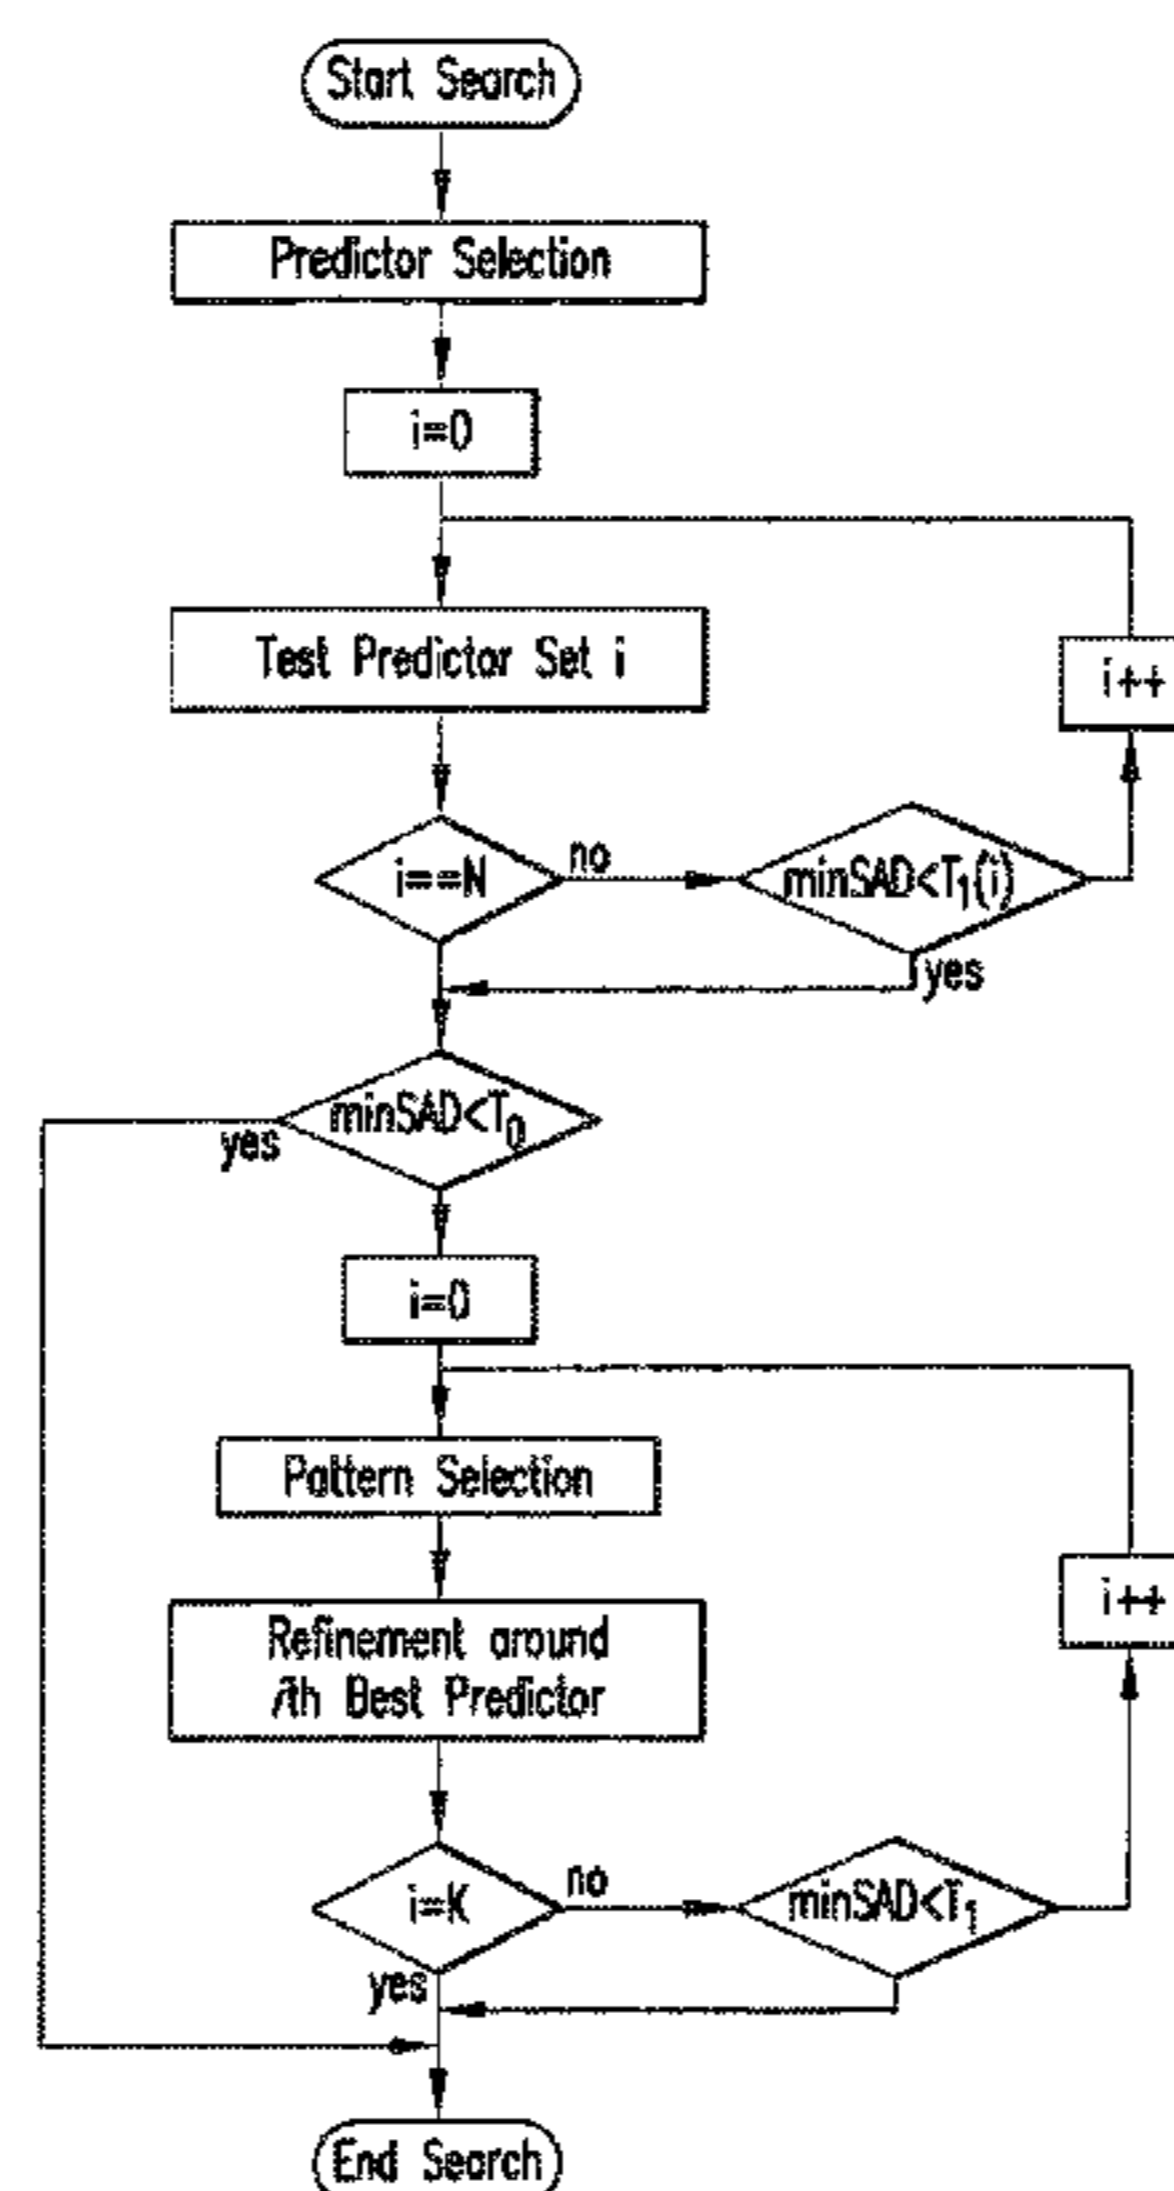 Start Search
Predictor Selection
i=0
Test Predictor Set i
i++
i==N
no
minSAD<T₁(i)
yes
minSAD<T₀
yes
i=0
Pattern Selection
i++
Refinement around
ith Best Predictor
i=K
no
minSAD<T₁
yes
End Search